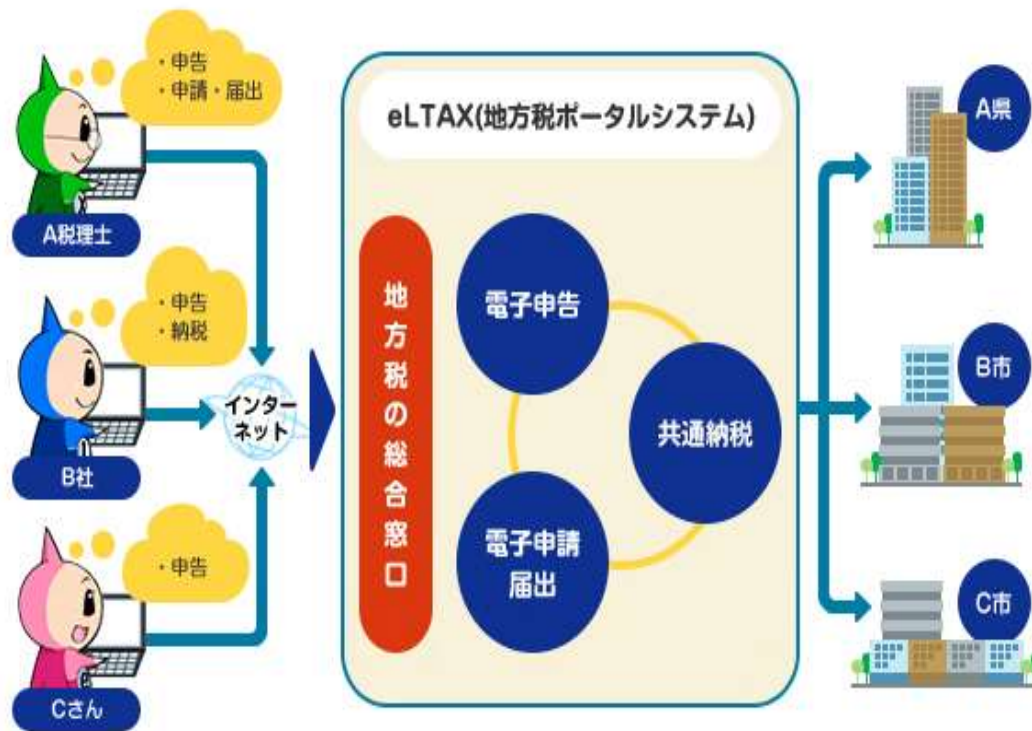 ・申告
・申請・届出
A税理士
・申告
・納税
B社
・申告
Cさん
インター
ネット
eLTAX(地方税ポータルシステム)
地方税の総合窓口
電子申告
共通納税
電子申請
届出
A県
B市
C市